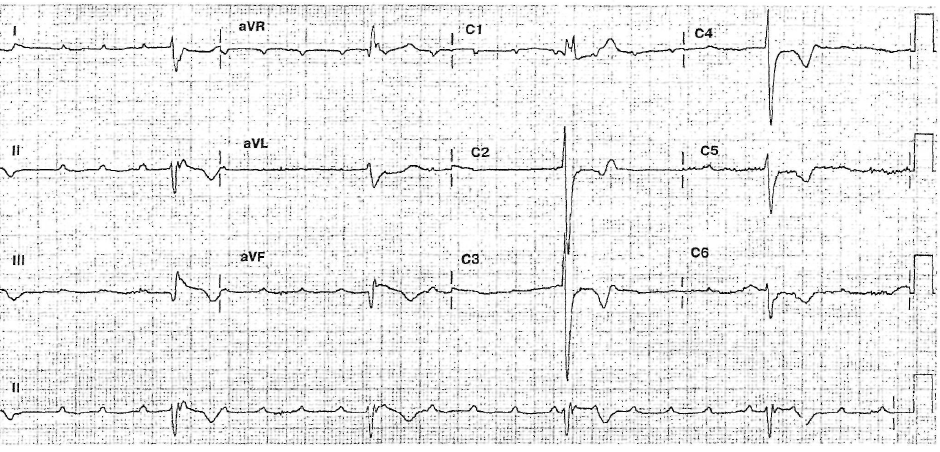 I aVR C1 C4
II aVL C2 C5
III aVF C3 C6
II